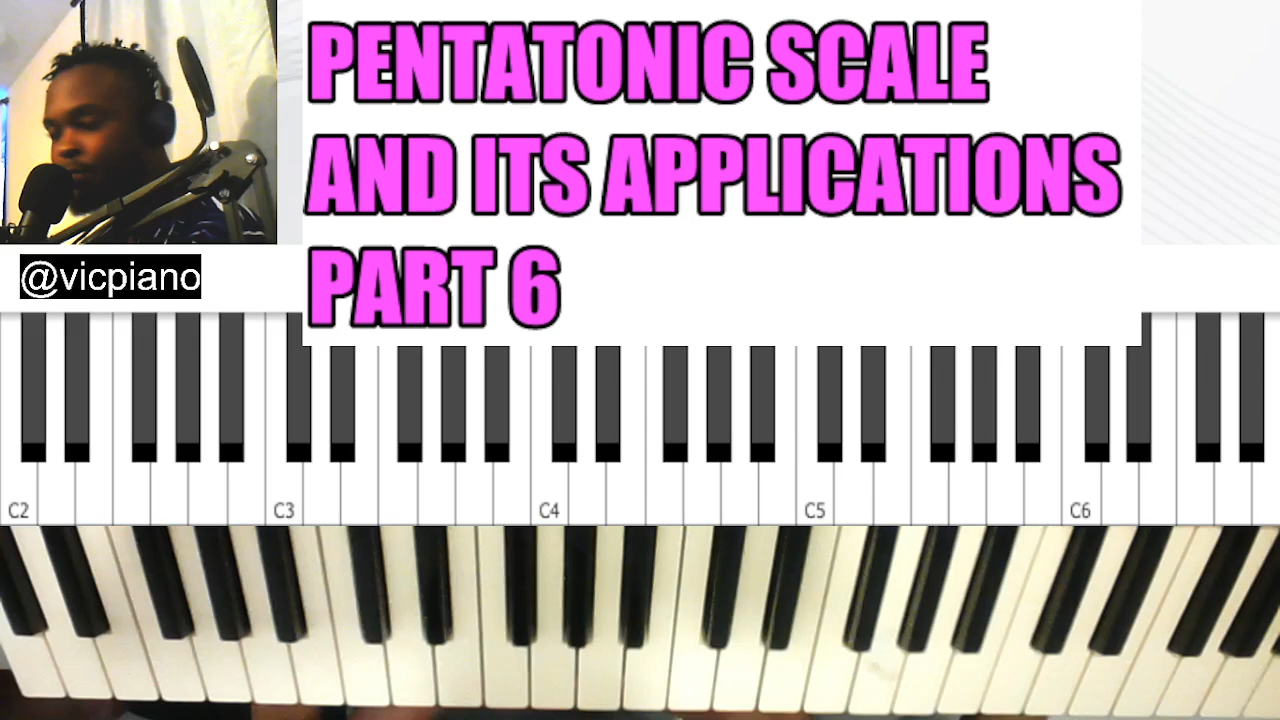 PENTATONIC SCALE
AND ITS APPLICATIONS
PART 6
@vicpiano
C2 C3 C4 C5 C6